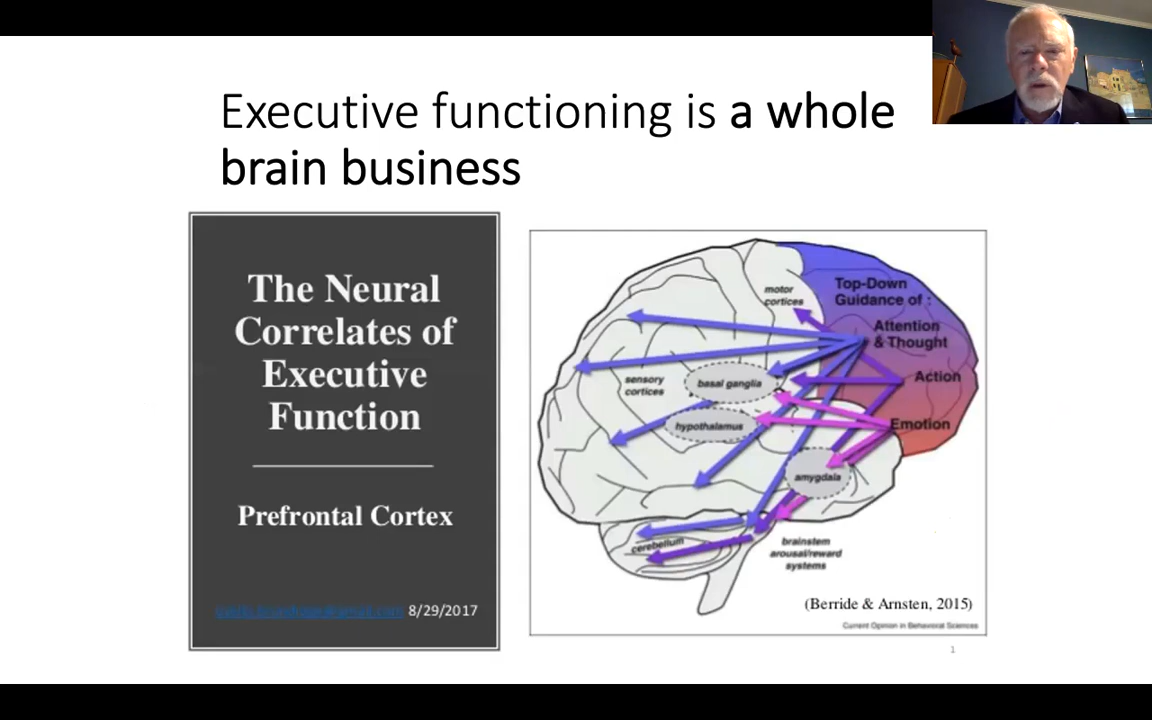 Executive functioning is a whole
brain business
The Neural
Correlates of
Executive
Function
Prefrontal Cortex
8/29/2017
motor
cortices
Top-Down
Guidance of :
Attention
& Thought
Action
Emotion
sensory
cortices
basal ganglia
hypothalamus
amygdala
cerebellum
brainstem
arousal/reward
systems
(Berride & Arnsten, 2015)
Current Opinion in Behavioral Sciences
1